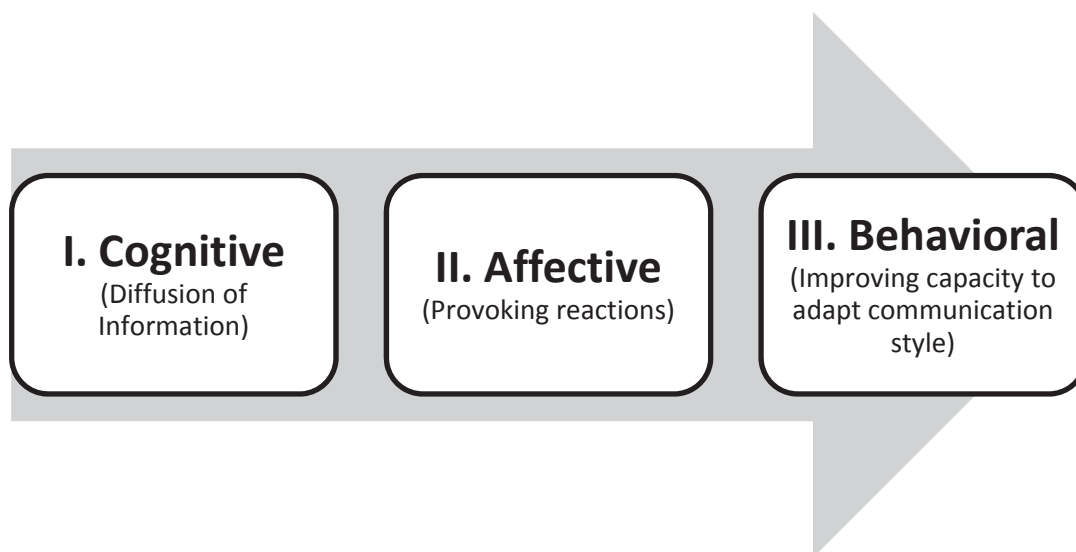 I. Cognitive
(Diffusion of
Information)
II. Affective
(Provoking reactions)
III. Behavioral
(Improving capacity to
adapt communication
style)